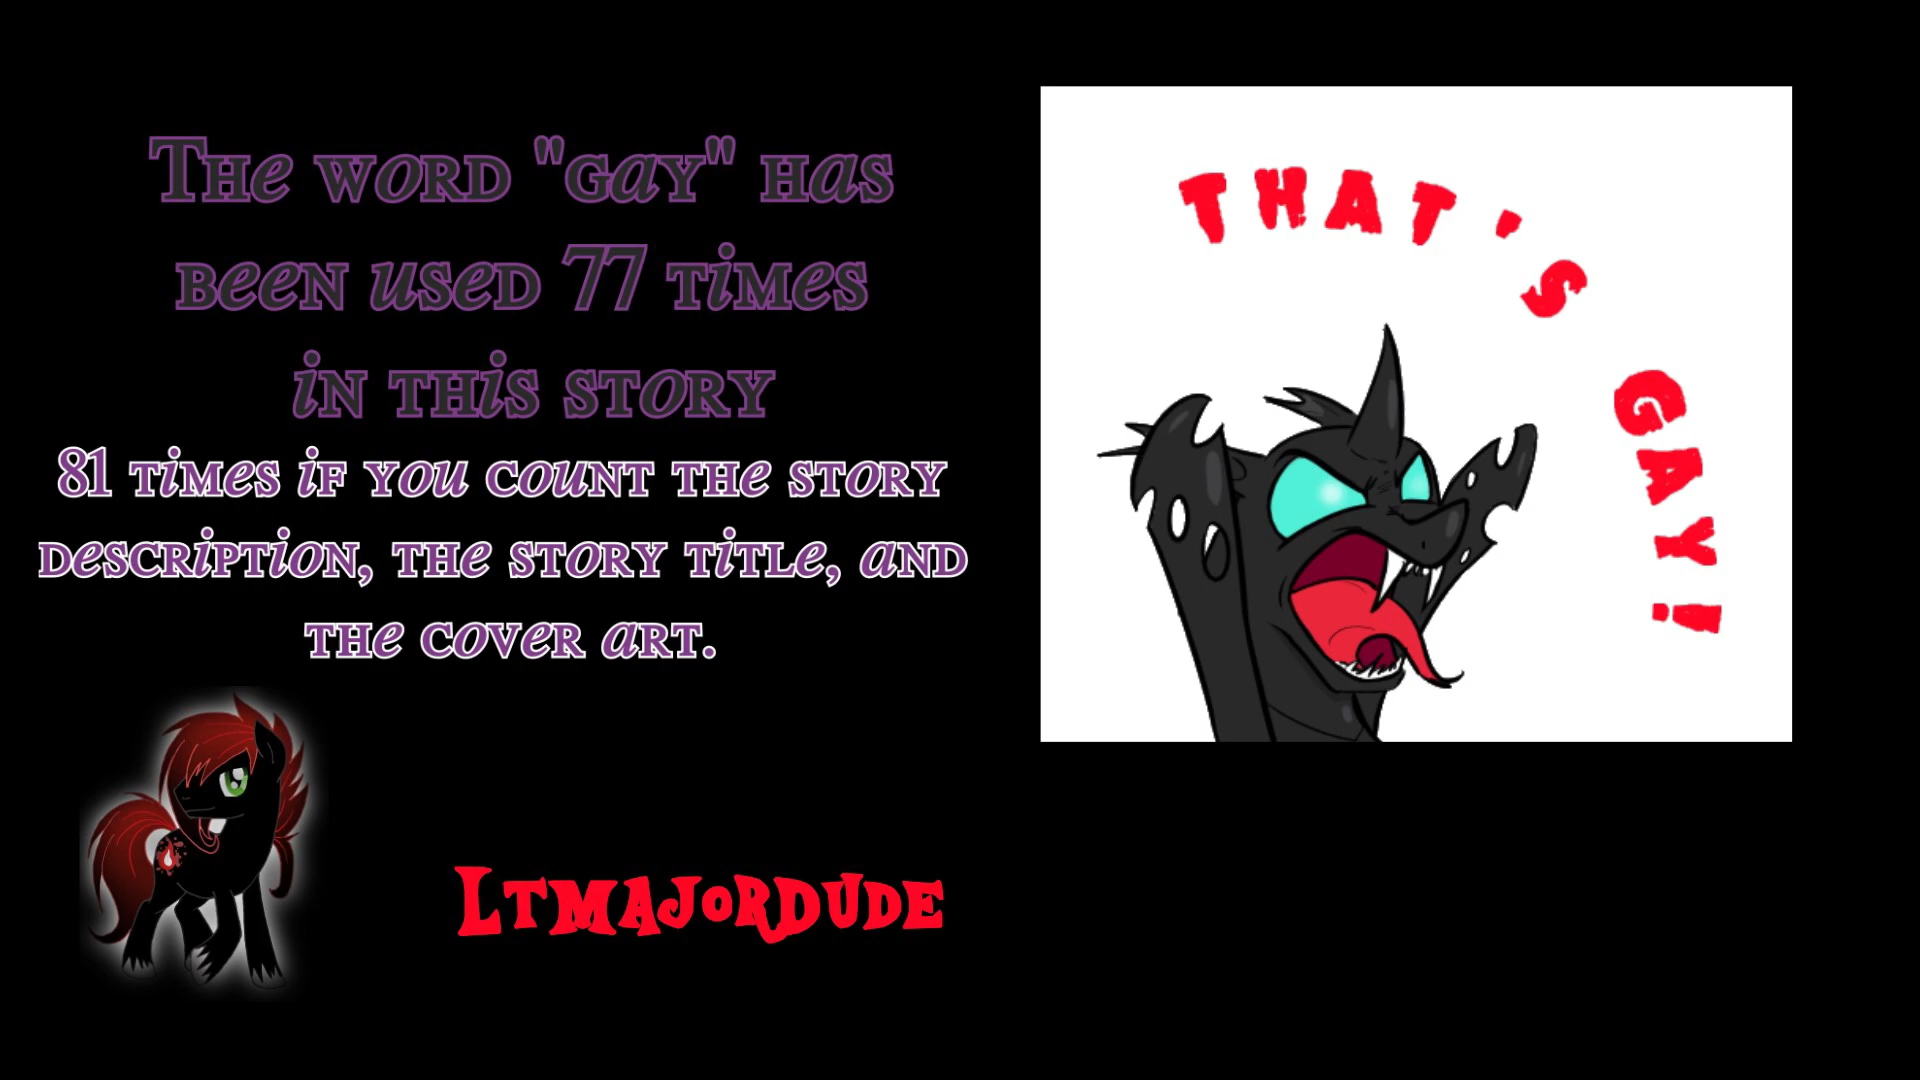 The word "gay" has
been used 77 times
in this story
81 times if you count the story
description, the story title, and
the cover art.
THAT'S GAY!
LTMAJORDUDE